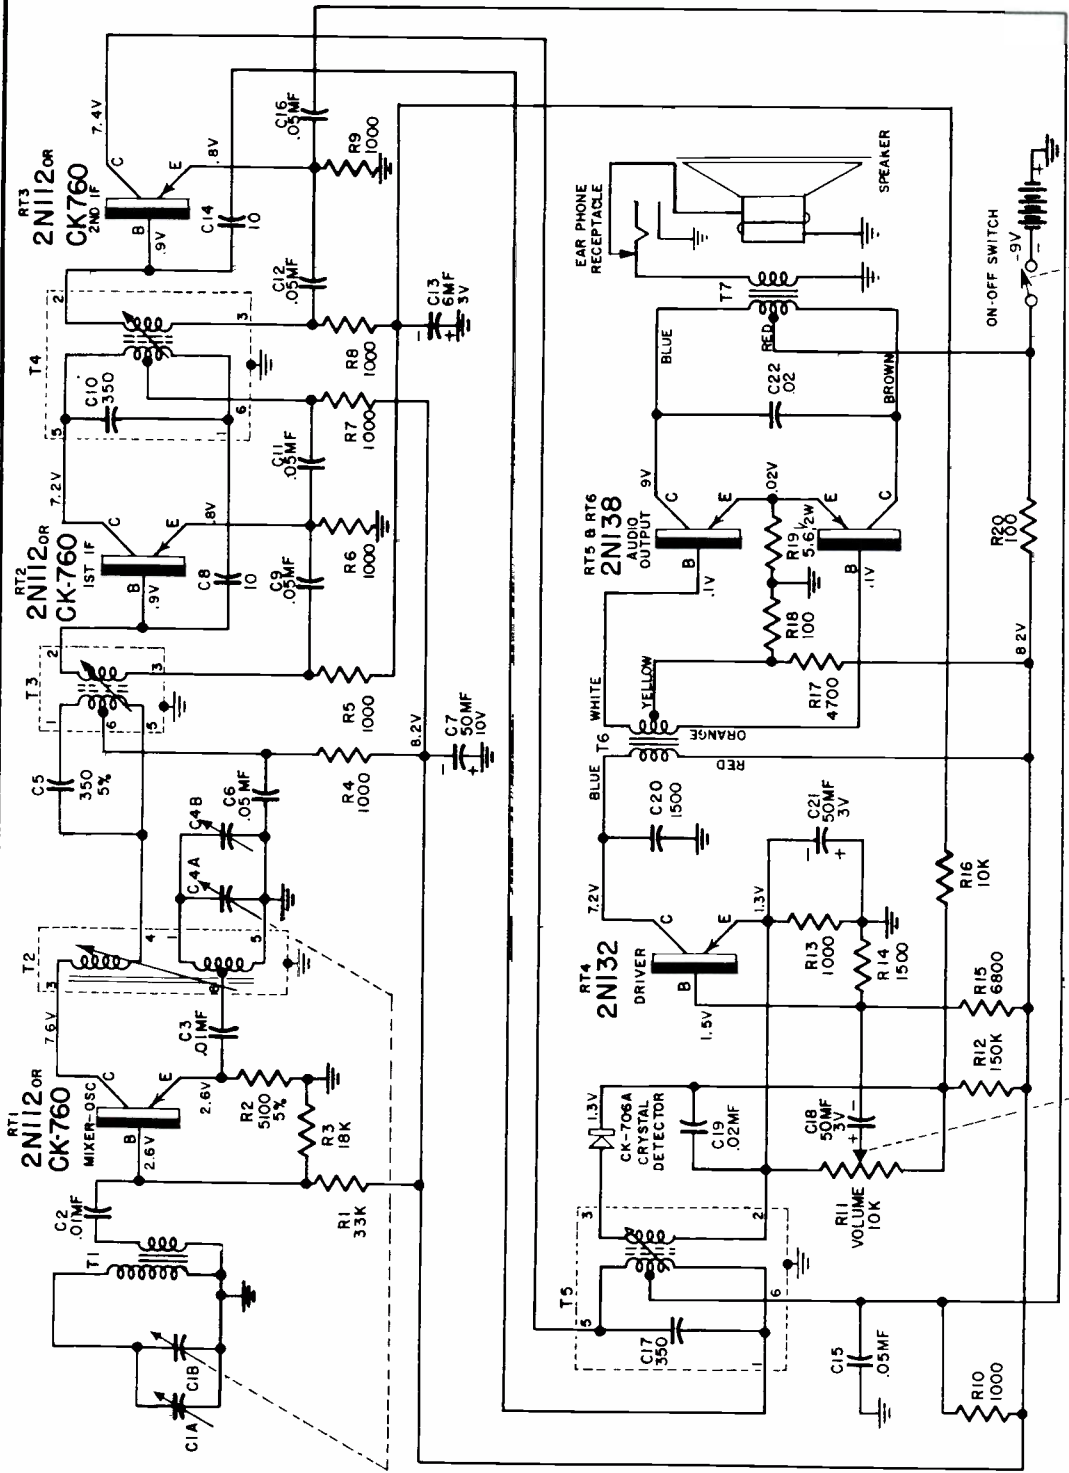 RT1
2N112 OR
CK-760
MIXER-OSC
C
B
E
7.6V
2.6V
2.6V
C1A
C1B
T1
C2
.01MF
R1
33K
R2
5100
5%
R3
18K
C3
.01MF
T2
3
4
1
5
8
C4A
C4B
C6
.05 MF
C5
350
5%
T3
1
2
6
5
3
R4
1000
R5
1000
8.2V
C7
50MF
10V
-
+
RT2
2N112 OR
CK-760
1ST IF
C
B
E
7.2V
.9V
.8V
C8
10
C9
.05MF
R6
1000
C11
.05MF
R7
1000
T4
5
2
1
6
3
C10
350
C12
.05MF
R8
1000
C13
6MF
3V
-
+
RT3
2N112 OR
CK760
2ND IF
C
B
E
7.4V
.9V
.8V
C14
10
C16
.05MF
R9
1000
T5
5
3
2
1
6
C17
350
1.3V
CK-706A
CRYSTAL
DETECTOR
C19
.02MF
R11
VOLUME
10K
C18
50MF
3V
+
-
C15
.05MF
R10
1000
R12
150K
R15
6800
RT4
2N132
DRIVER
C
B
E
7.2V
1.5V
1.3V
R13
1000
R14
1500
C21
50MF
3V
-
+
R16
10K
C20
1500
T6
BLUE
RED
WHITE
YELLOW
ORANGE
R17
4700
R18
100
R19
5.6, 1/2W
.02V
RT5 & RT6
2N138
AUDIO
OUTPUT
9V
C
B
E
.1V
E
B
C
.1V
C22
.02
BLUE
RED
BROWN
T7
EAR PHONE
RECEPTACLE
SPEAKER
8.2V
R20
100
ON-OFF SWITCH
-9V
-
+